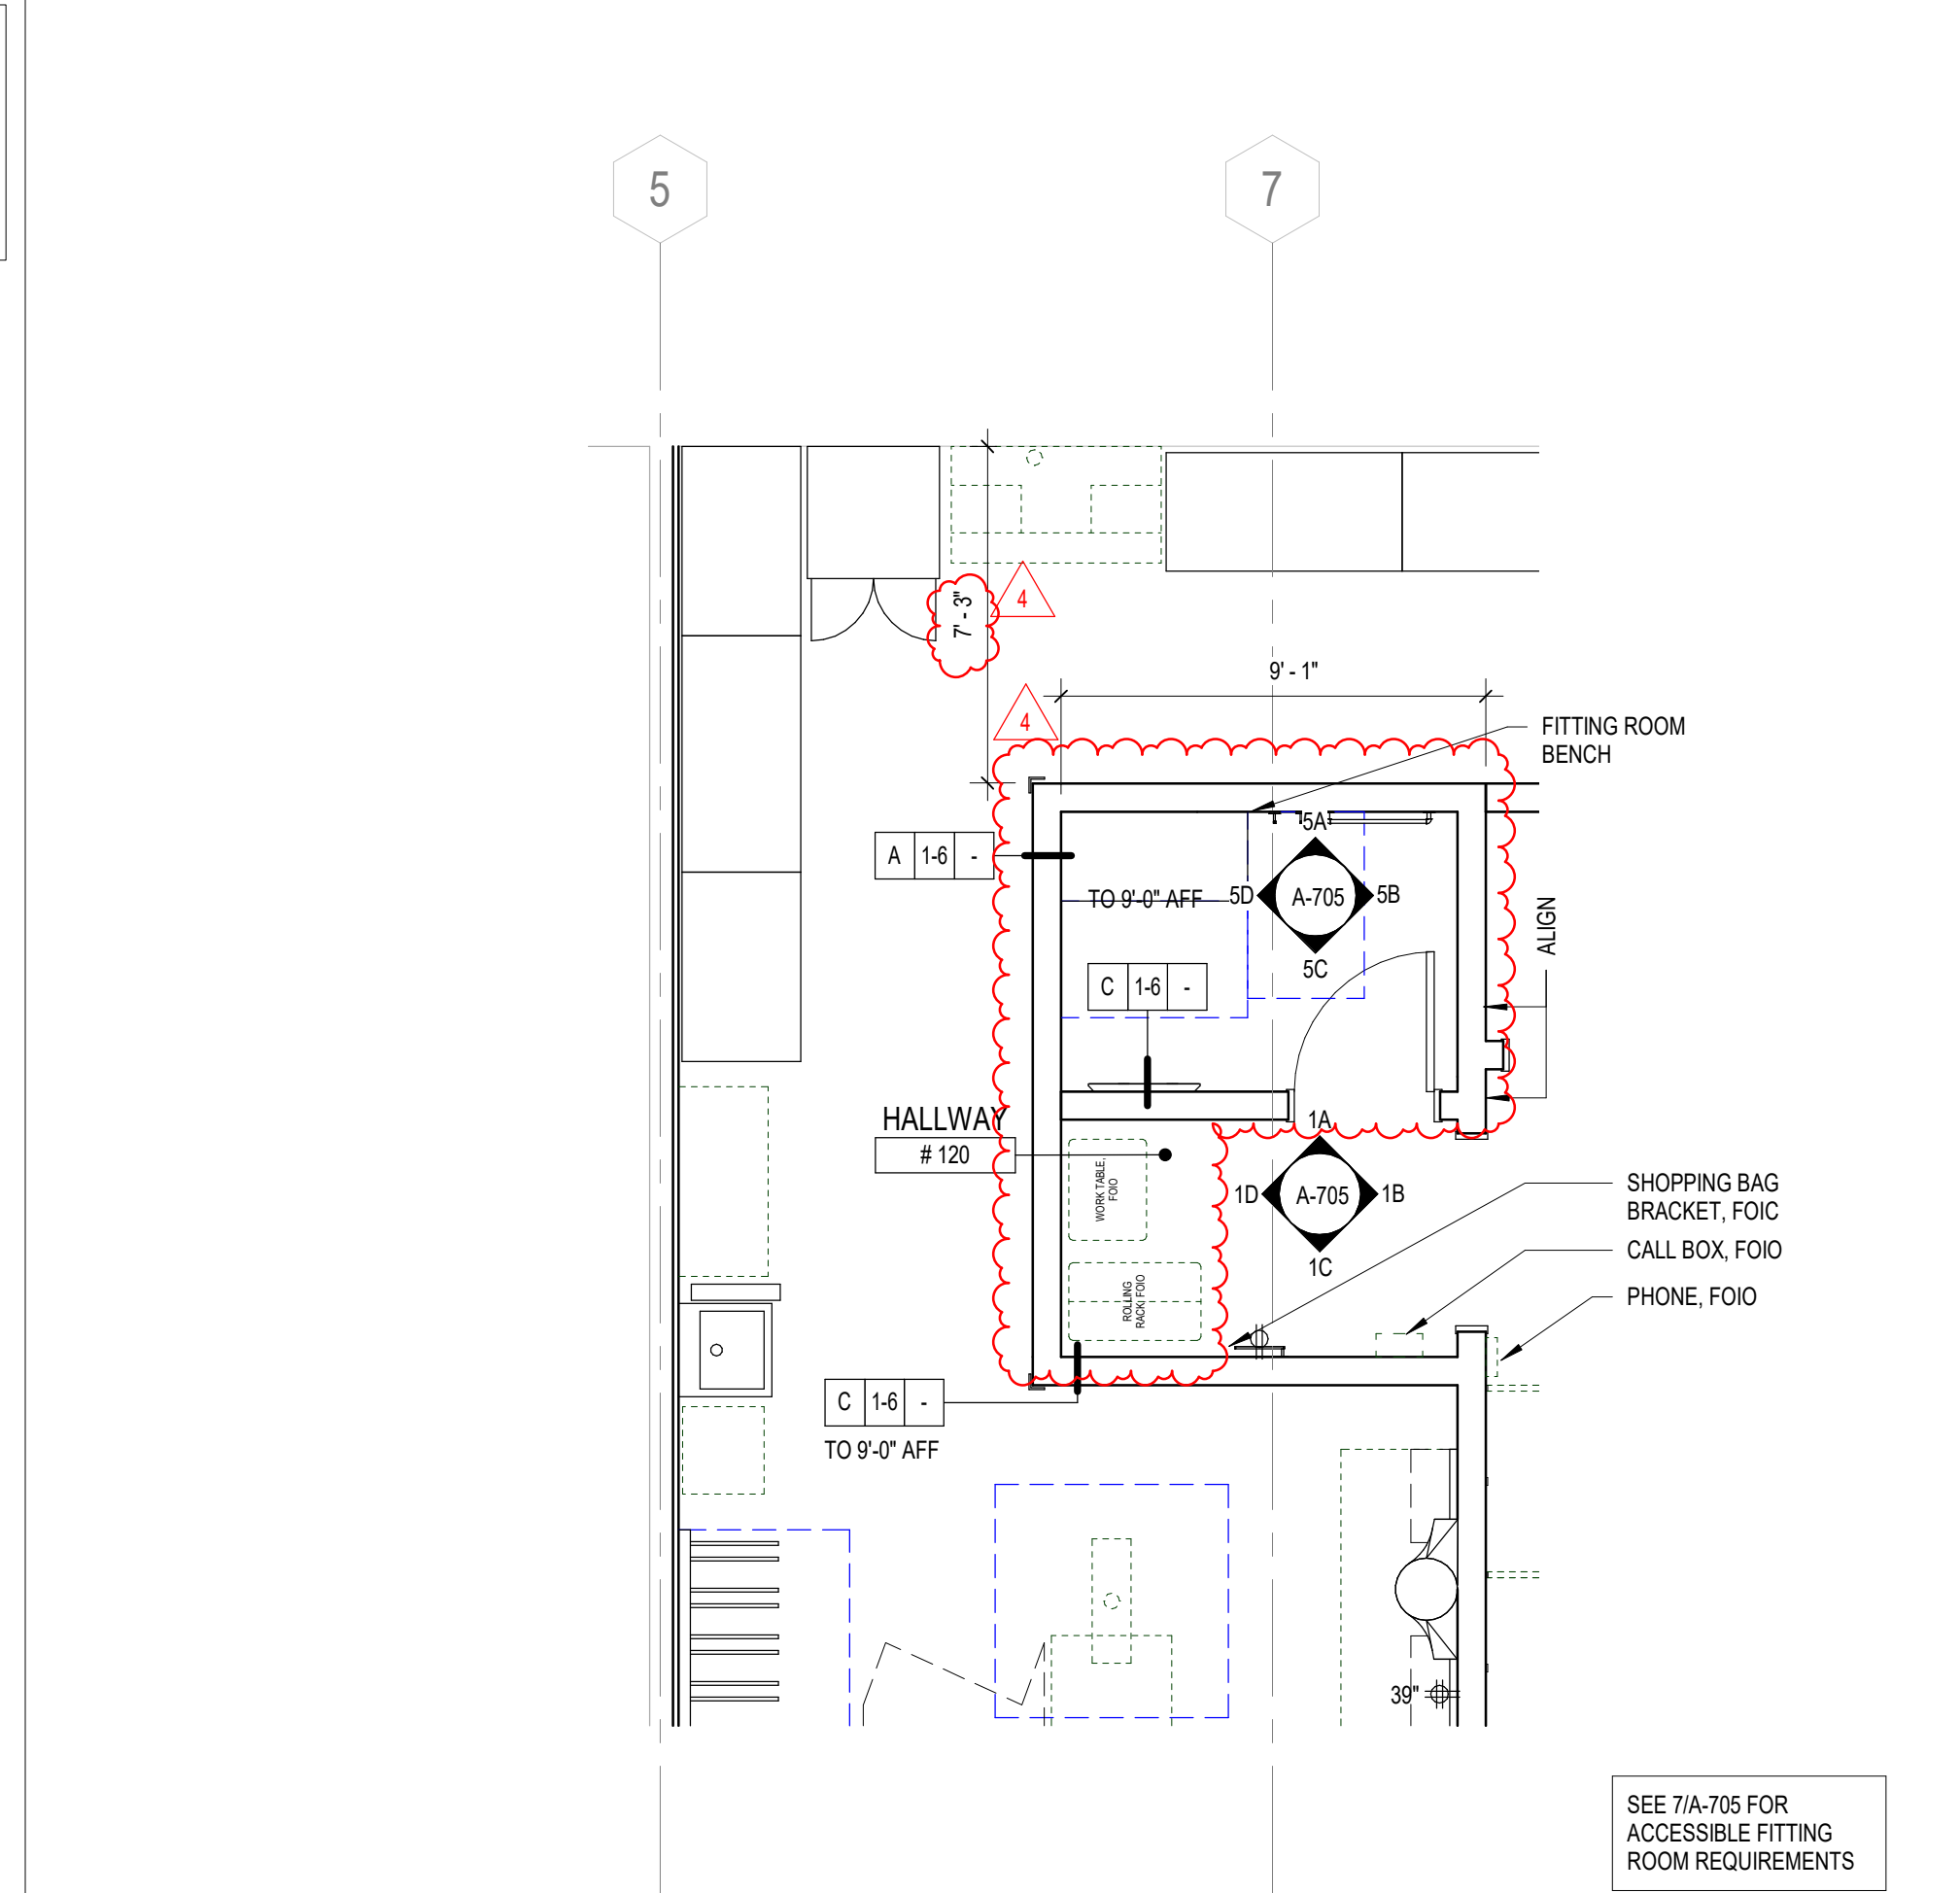 5
7
7' - 3"
4
9' - 1"
4
FITTING ROOM
BENCH
5A
A 1-6 -
TO 9'-0" AFF
5D
A-705
5B
ALIGN
5C
C 1-6 -
HALLWAY
# 120
1A
WORK TABLE,
FOIO
1D
A-705
1B
1C
SHOPPING BAG
BRACKET, FOIC
CALL BOX, FOIO
PHONE, FOIO
ROLLING
RACK, FOIO
C 1-6 -
TO 9'-0" AFF
39"
SEE 7/A-705 FOR
ACCESSIBLE FITTING
ROOM REQUIREMENTS